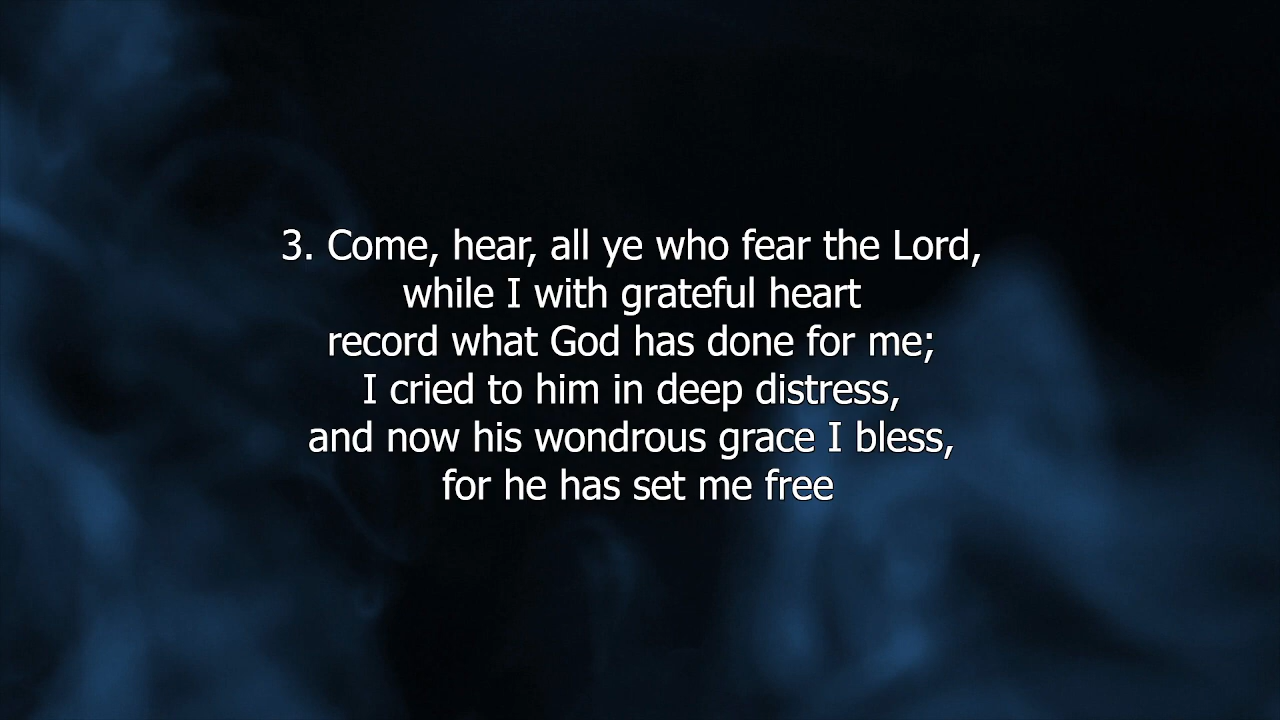 3. Come, hear, all ye who fear the Lord,
while I with grateful heart
record what God has done for me;
I cried to him in deep distress,
and now his wondrous grace I bless,
for he has set me free